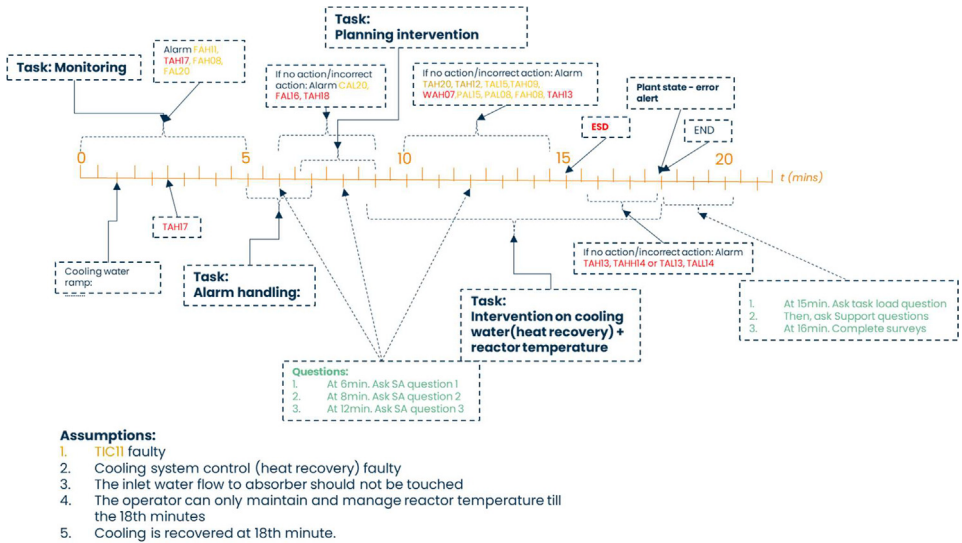 Task:
Planning intervention
Alarm FAH11,
TAH17, FAH08,
FAL20
Task: Monitoring
If no action/incorrect
action: Alarm CAL20,
FAL16, TAH18
If no action/incorrect action: Alarm
TAH20, TAH12, TAL15,TAH09,
WAH07,PAL15, PAL08, FAH08, TAH13
Plant state - error
alert
ESD
END
0
5
10
15
20
t (mins)
TAH17
Cooling water
ramp:
Task:
Alarm handling:
If no action/incorrect action: Alarm
TAH13, TAHH14 or TAL13, TALL14
Task:
Intervention on cooling
water(heat recovery) +
reactor temperature
1. At 15min. Ask task load question
2. Then, ask Support questions
3. At 16min. Complete surveys
Questions:
1. At 6min. Ask SA question 1
2. At 8min. Ask SA question 2
3. At 12min. Ask SA question 3
Assumptions:
1. TIC11 faulty
2. Cooling system control (heat recovery) faulty
3. The inlet water flow to absorber should not be touched
4. The operator can only maintain and manage reactor temperature till
the 18th minutes
5. Cooling is recovered at 18th minute.